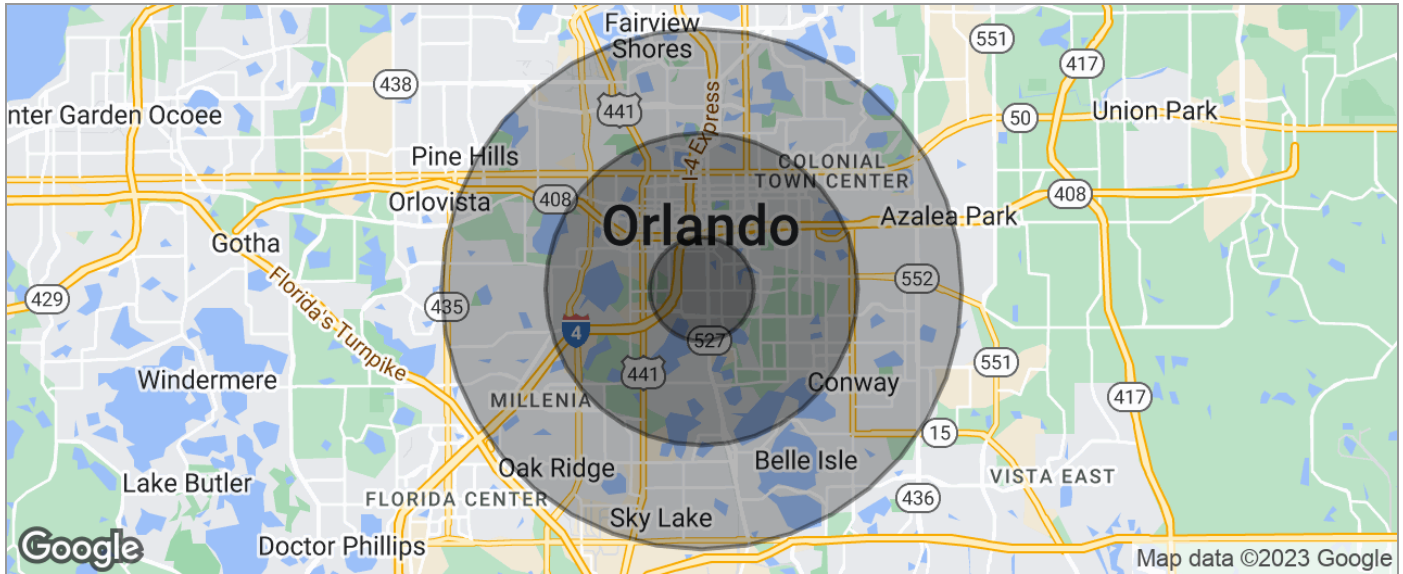 Fairview
Shores
551
417
438
441
nter Garden Ocoee
50
Union Park
I-4 Express
Pine Hills
COLONIAL
TOWN CENTER
408
Orlovista
408
Orlando
Azalea Park
Gotha
552
429
435
Florida's Turnpike
4
527
551
441
Windermere
Conway
MILLENIA
417
15
Oak Ridge
Belle Isle
VISTA EAST
Lake Butler
FLORIDA CENTER
436
Sky Lake
Doctor Phillips
Google
Map data ©2023 Google